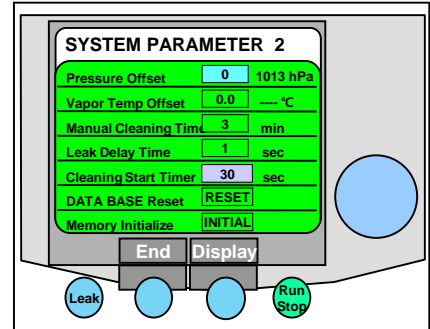 SYSTEM PARAMETER 2
Pressure Offset 0 1013 hPa
Vapor Temp Offset 0.0 ---- ℃
Manual Cleaning Time 3 min
Leak Delay Time 1 sec
Cleaning Start Timer 30 sec
DATA BASE Reset RESET
Memory Initialize INITIAL
End Display
Leak Run
Stop